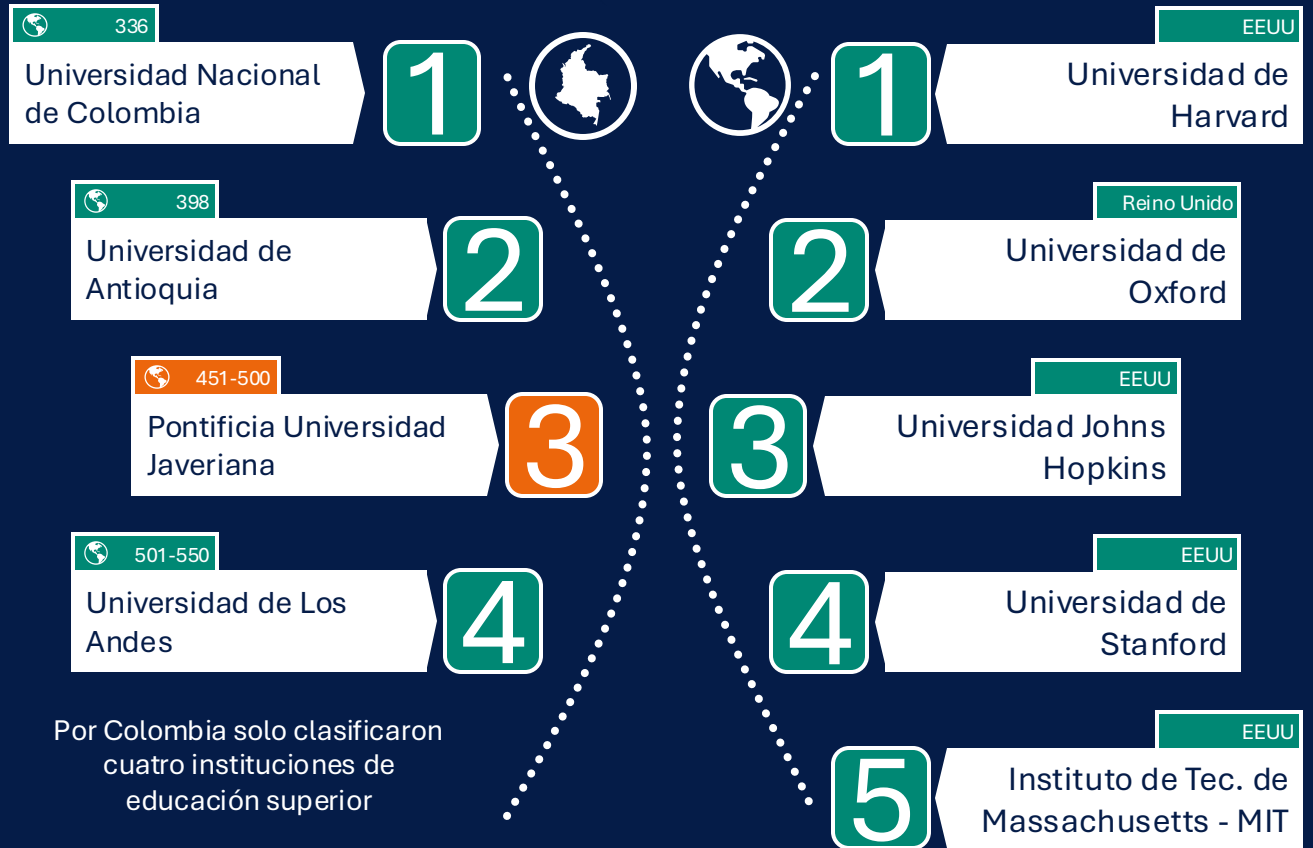 336
Universidad Nacional
de Colombia
1
398
Universidad de
Antioquia
2
451-500
Pontificia Universidad
Javeriana
3
501-550
Universidad de Los
Andes
4
Por Colombia solo clasificaron
cuatro instituciones de
educación superior
EEUU
1
Universidad de
Harvard
Reino Unido
2
Universidad de
Oxford
EEUU
3
Universidad Johns
Hopkins
EEUU
4
Universidad de
Stanford
EEUU
5
Instituto de Tec. de
Massachusetts - MIT